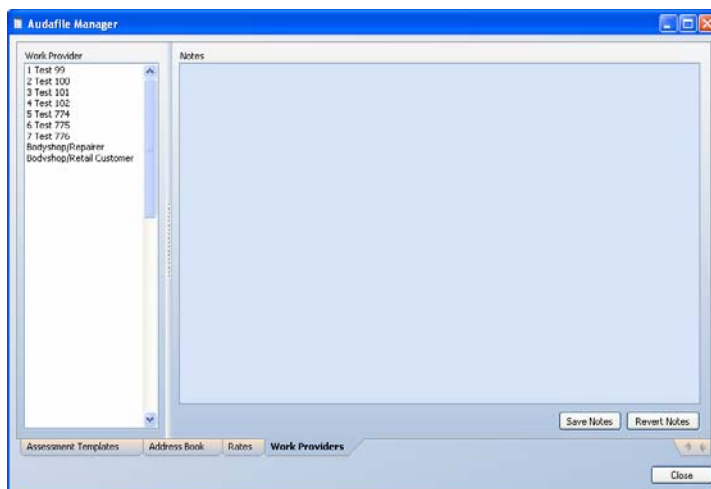 Audafile Manager
Work Provider
Notes
1 Test 99
2 Test 100
3 Test 101
4 Test 102
5 Test 774
6 Test 775
7 Test 776
Bodyshop/Repairer
Bodyshop/Retail Customer
Save Notes
Revert Notes
Assessment Templates
Address Book
Rates
Work Providers
Close